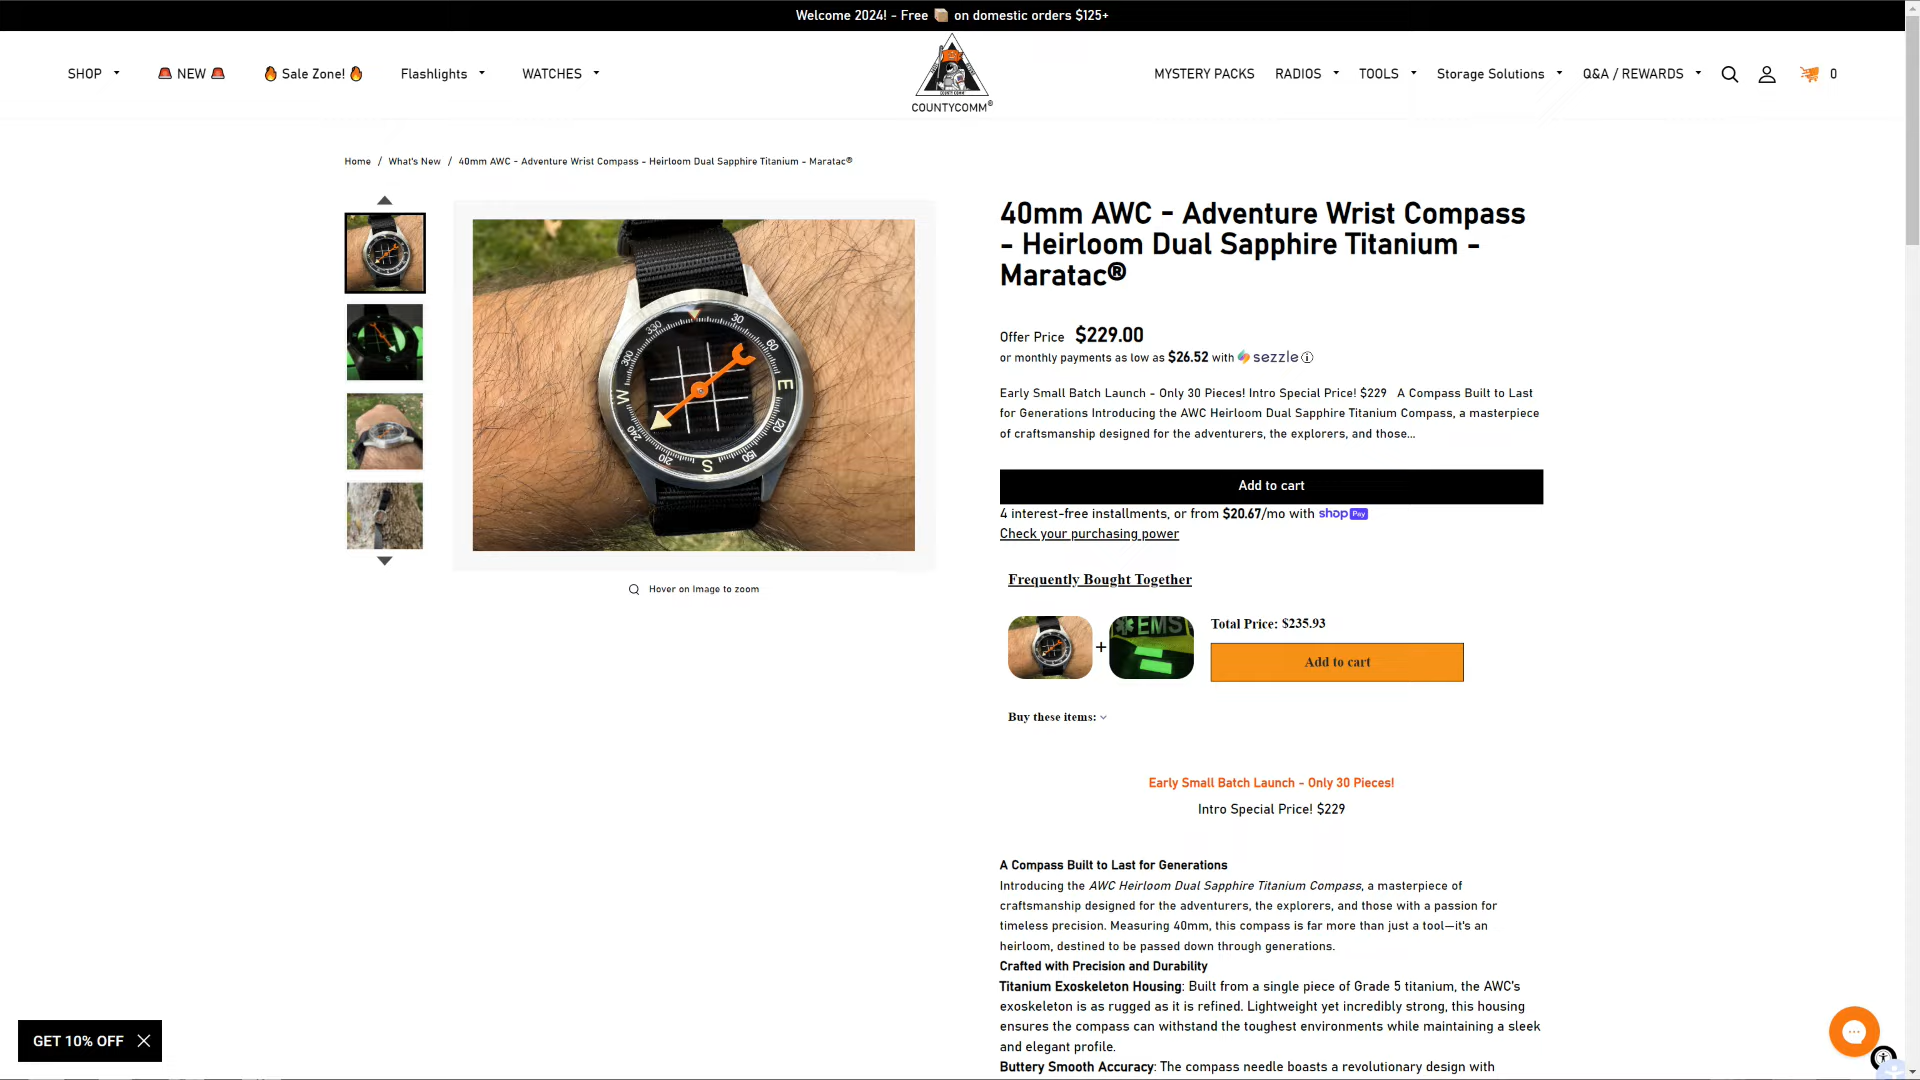 Welcome 2024! - Free 📦 on domestic orders $125+
SHOP
🚨 NEW 🚨
🔥 Sale Zone! 🔥
Flashlights
WATCHES
COUNTYCOMM®
MYSTERY PACKS
RADIOS
TOOLS
Storage Solutions
Q&A / REWARDS
0
Home / What's New / 40mm AWC - Adventure Wrist Compass - Heirloom Dual Sapphire Titanium - Maratac®
40mm AWC - Adventure Wrist Compass
- Heirloom Dual Sapphire Titanium -
Maratac®
330
30
300
60
W
E
240
120
210
S
150
Hover on Image to zoom
Offer Price $229.00
or monthly payments as low as $26.52 with sezzle
Early Small Batch Launch - Only 30 Pieces! Intro Special Price! $229 A Compass Built to Last
for Generations Introducing the AWC Heirloom Dual Sapphire Titanium Compass, a masterpiece
of craftsmanship designed for the adventurers, the explorers, and those...
Add to cart
4 interest-free installments, or from $20.67/mo with shop Pay
Check your purchasing power
Frequently Bought Together
+
EMS
Total Price: $235.93
Add to cart
Buy these items:
Early Small Batch Launch - Only 30 Pieces!
Intro Special Price! $229
A Compass Built to Last for Generations
Introducing the AWC Heirloom Dual Sapphire Titanium Compass, a masterpiece of
craftsmanship designed for the adventurers, the explorers, and those with a passion for
timeless precision. Measuring 40mm, this compass is far more than just a tool—it's an
heirloom, destined to be passed down through generations.
Crafted with Precision and Durability
Titanium Exoskeleton Housing: Built from a single piece of Grade 5 titanium, the AWC's
exoskeleton is as rugged as it is refined. Lightweight yet incredibly strong, this housing
ensures the compass can withstand the toughest environments while maintaining a sleek
and elegant profile.
Buttery Smooth Accuracy: The compass needle boasts a revolutionary design with
GET 10% OFF